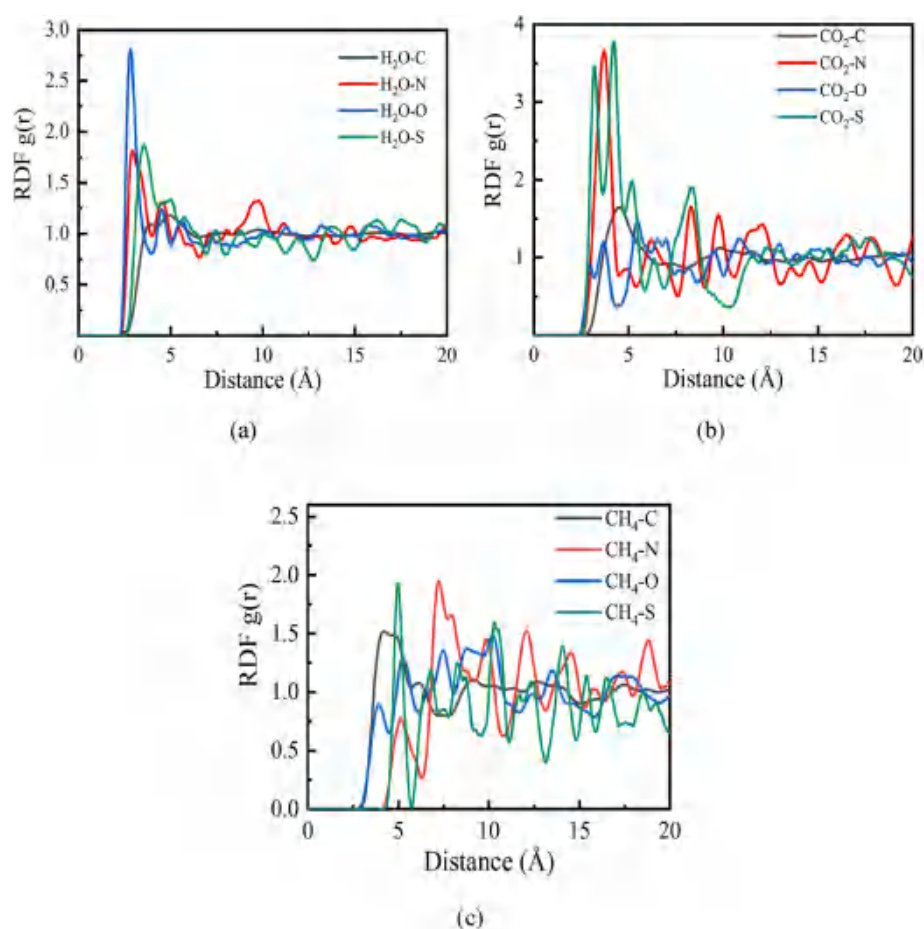 3.0
2.5
2.0
1.5
1.0
0.5
RDF g(r)
H₂O-C
H₂O-N
H₂O-O
H₂O-S
0 5 10 15 20
Distance (Å)
(a)
4
3
2
1
RDF g(r)
CO₂-C
CO₂-N
CO₂-O
CO₂-S
0 5 10 15 20
Distance (Å)
(b)
2.5
2.0
1.5
1.0
0.5
0.0
RDF g(r)
CH₄-C
CH₄-N
CH₄-O
CH₄-S
0 5 10 15 20
Distance (Å)
(c)